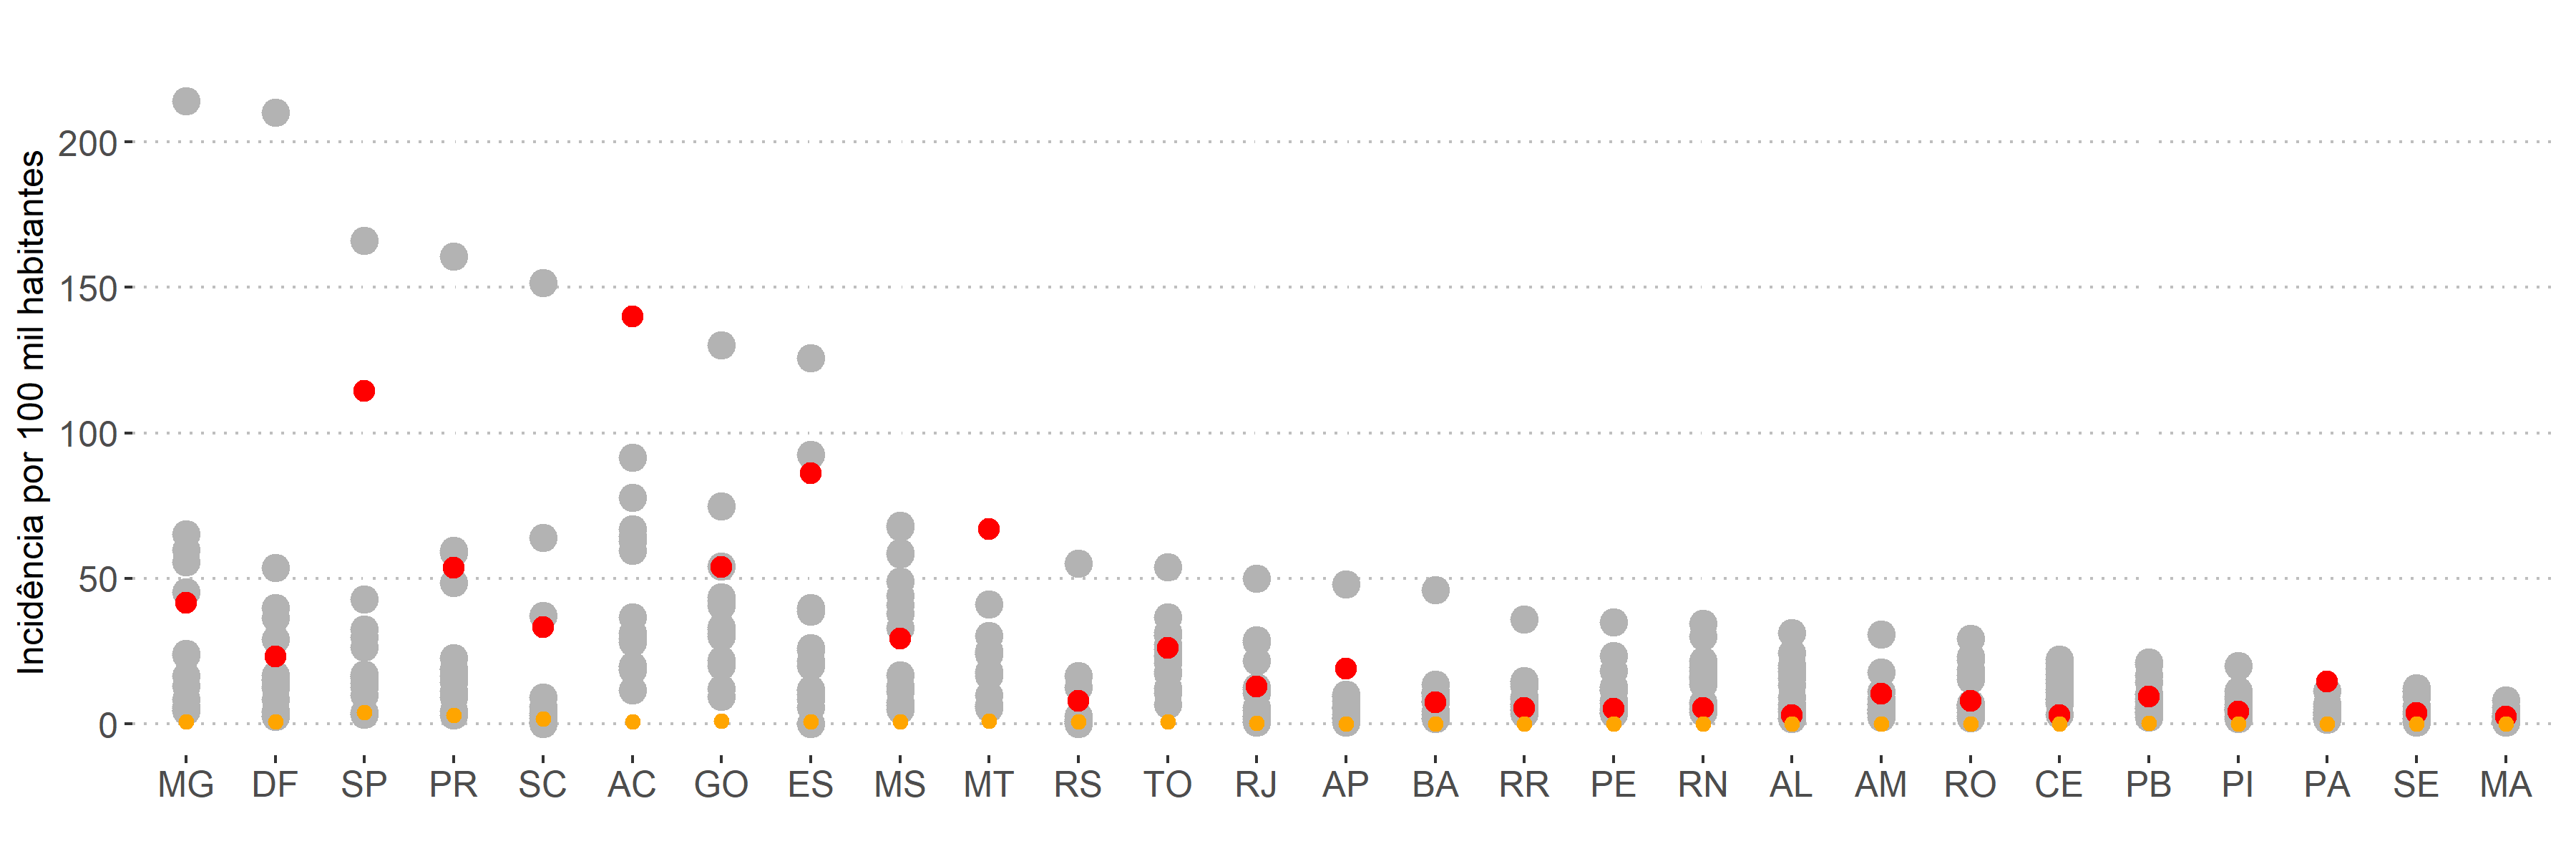 Incidência por 100 mil habitantes
200
150
100
50
0
MG DF SP PR SC AC GO ES MS MT RS TO RJ AP BA RR PE RN AL AM RO CE PB PI PA SE MA